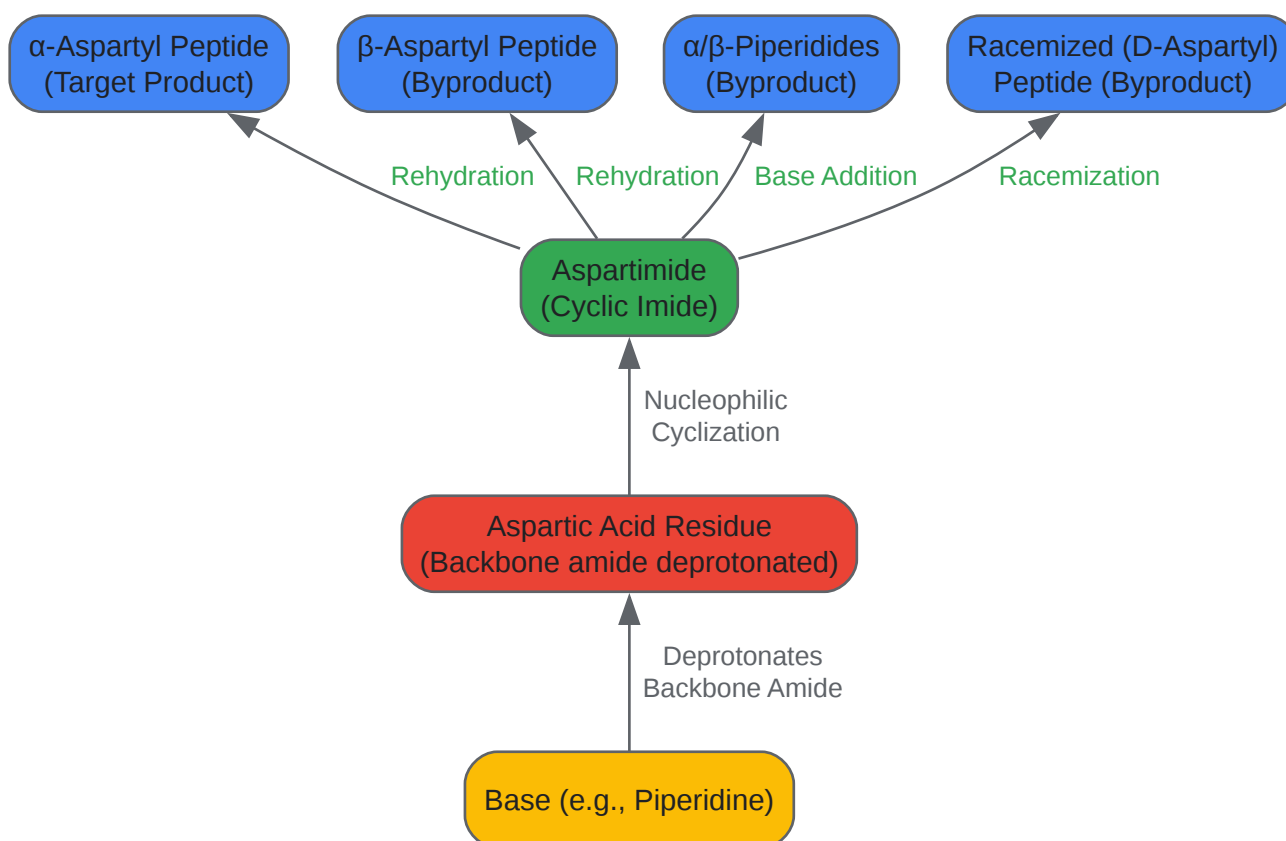 α-Aspartyl Peptide
(Target Product)
β-Aspartyl Peptide
(Byproduct)
α/β-Piperidides
(Byproduct)
Racemized (D-Aspartyl)
Peptide (Byproduct)
Rehydration
Rehydration
Base Addition
Racemization
Aspartimide
(Cyclic Imide)
Nucleophilic
Cyclization
Aspartic Acid Residue
(Backbone amide deprotonated)
Deprotonates
Backbone Amide
Base (e.g., Piperidine)